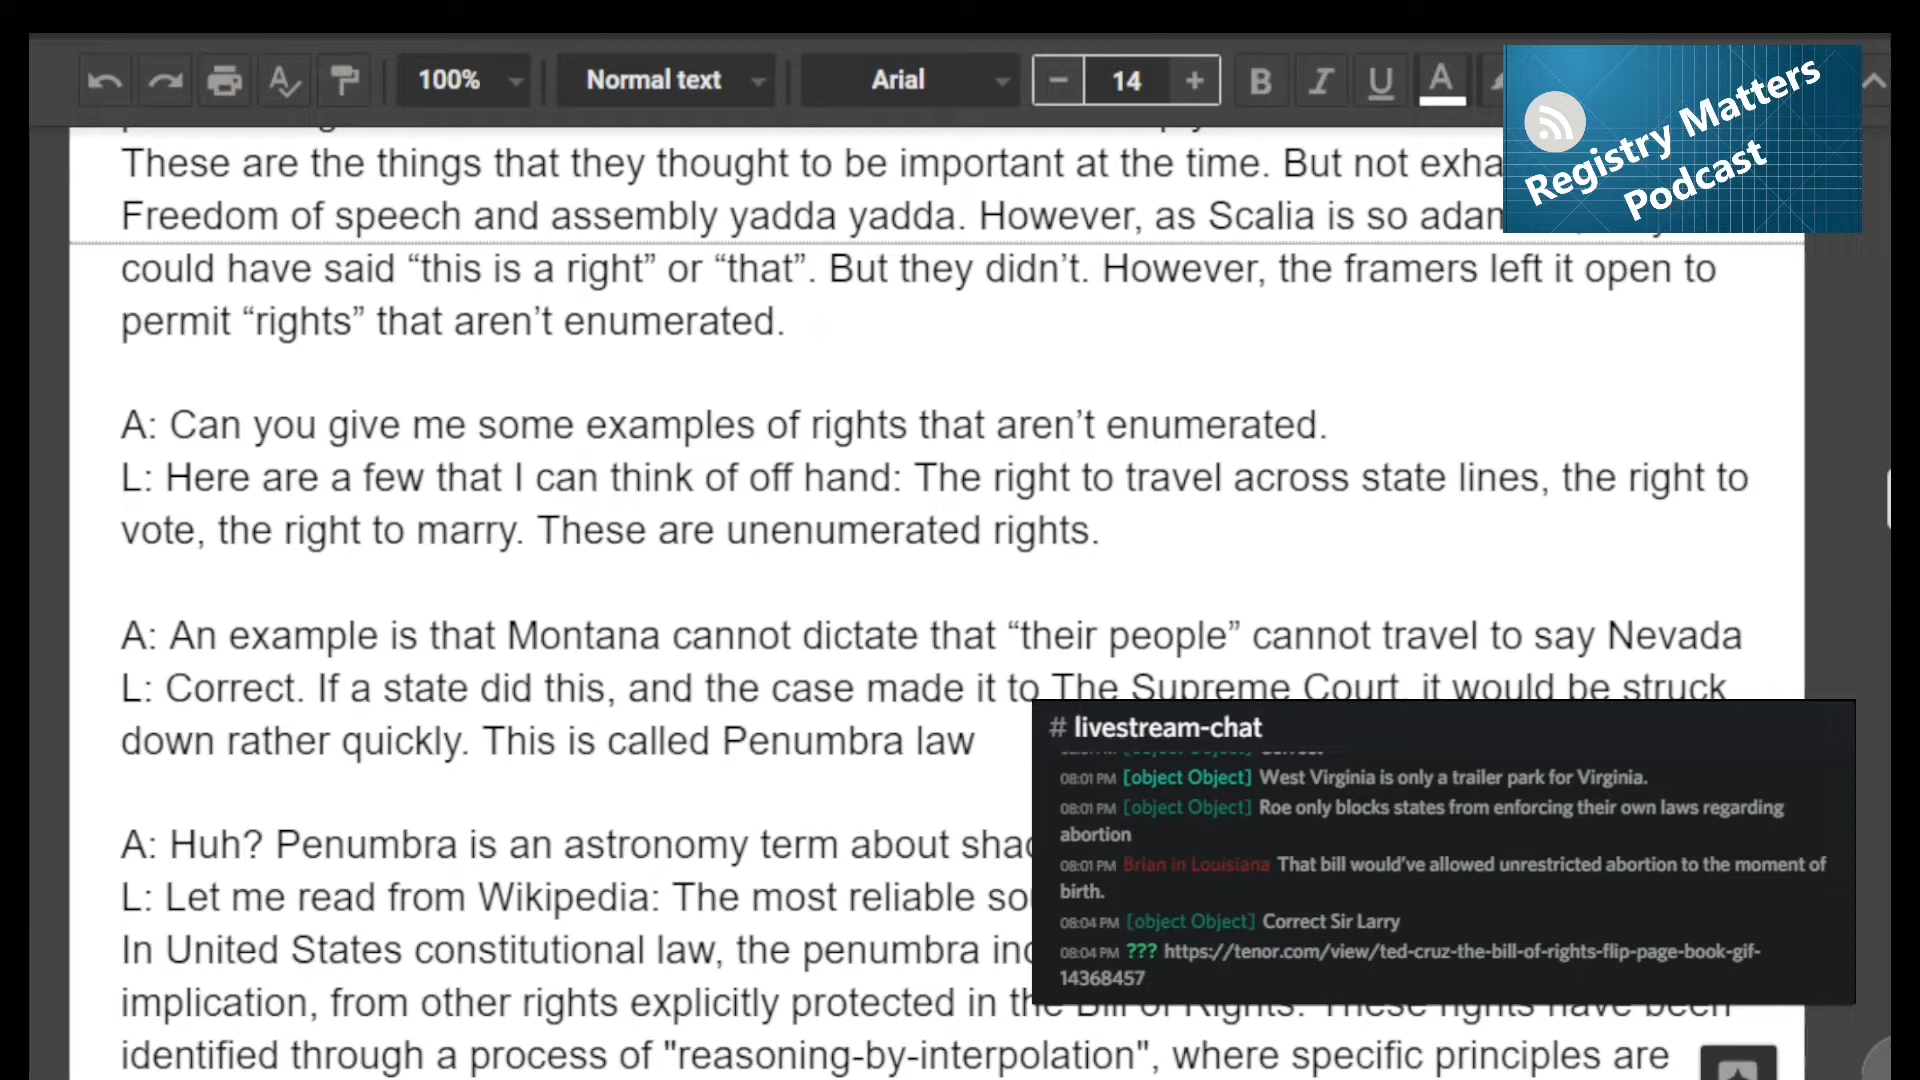 100%
Normal text
Arial
14
B
I
U
A
Registry Matters
Podcast
These are the things that they thought to be important at the time. But not exha
Freedom of speech and assembly yadda yadda. However, as Scalia is so adam
could have said “this is a right” or “that”. But they didn’t. However, the framers left it open to
permit “rights” that aren’t enumerated.
A: Can you give me some examples of rights that aren’t enumerated.
L: Here are a few that I can think of off hand: The right to travel across state lines, the right to
vote, the right to marry. These are unenumerated rights.
A: An example is that Montana cannot dictate that “their people” cannot travel to say Nevada
L: Correct. If a state did this, and the case made it to The Supreme Court, it would be struck
down rather quickly. This is called Penumbra law
A: Huh? Penumbra is an astronomy term about shad
L: Let me read from Wikipedia: The most reliable so
In United States constitutional law, the penumbra inc
implication, from other rights explicitly protected in the Bill of Rights. These rights have been
identified through a process of "reasoning-by-interpolation", where specific principles are
# livestream-chat
08:01 PM [object Object] West Virginia is only a trailer park for Virginia.
08:01 PM [object Object] Roe only blocks states from enforcing their own laws regarding
abortion
08:01 PM Brian in Louisiana That bill would've allowed unrestricted abortion to the moment of
birth.
08:04 PM [object Object] Correct Sir Larry
08:04 PM ??? https://tenor.com/view/ted-cruz-the-bill-of-rights-flip-page-book-gif-
14368457